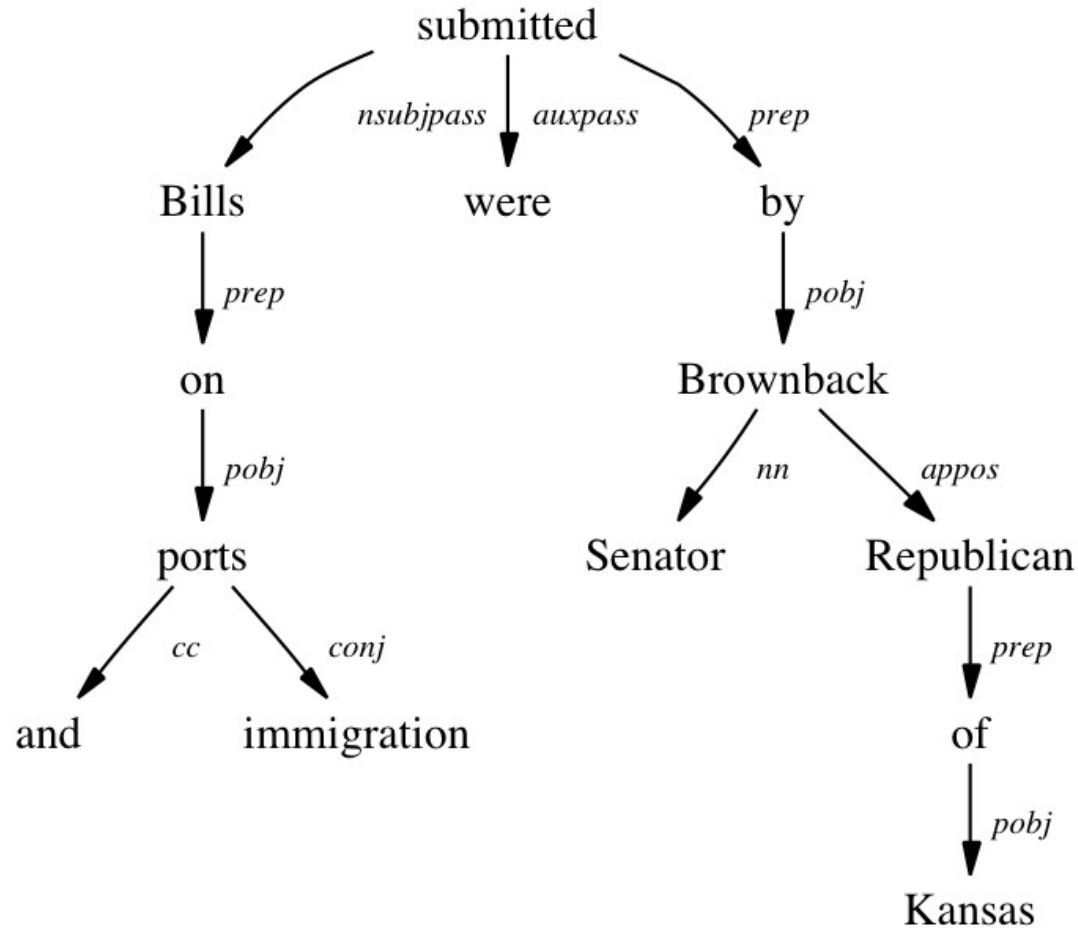 submitted
nsubjpass auxpass prep
Bills were by
prep pobj
on Brownback
pobj nn appos
ports Senator Republican
cc conj prep
and immigration of
pobj
Kansas